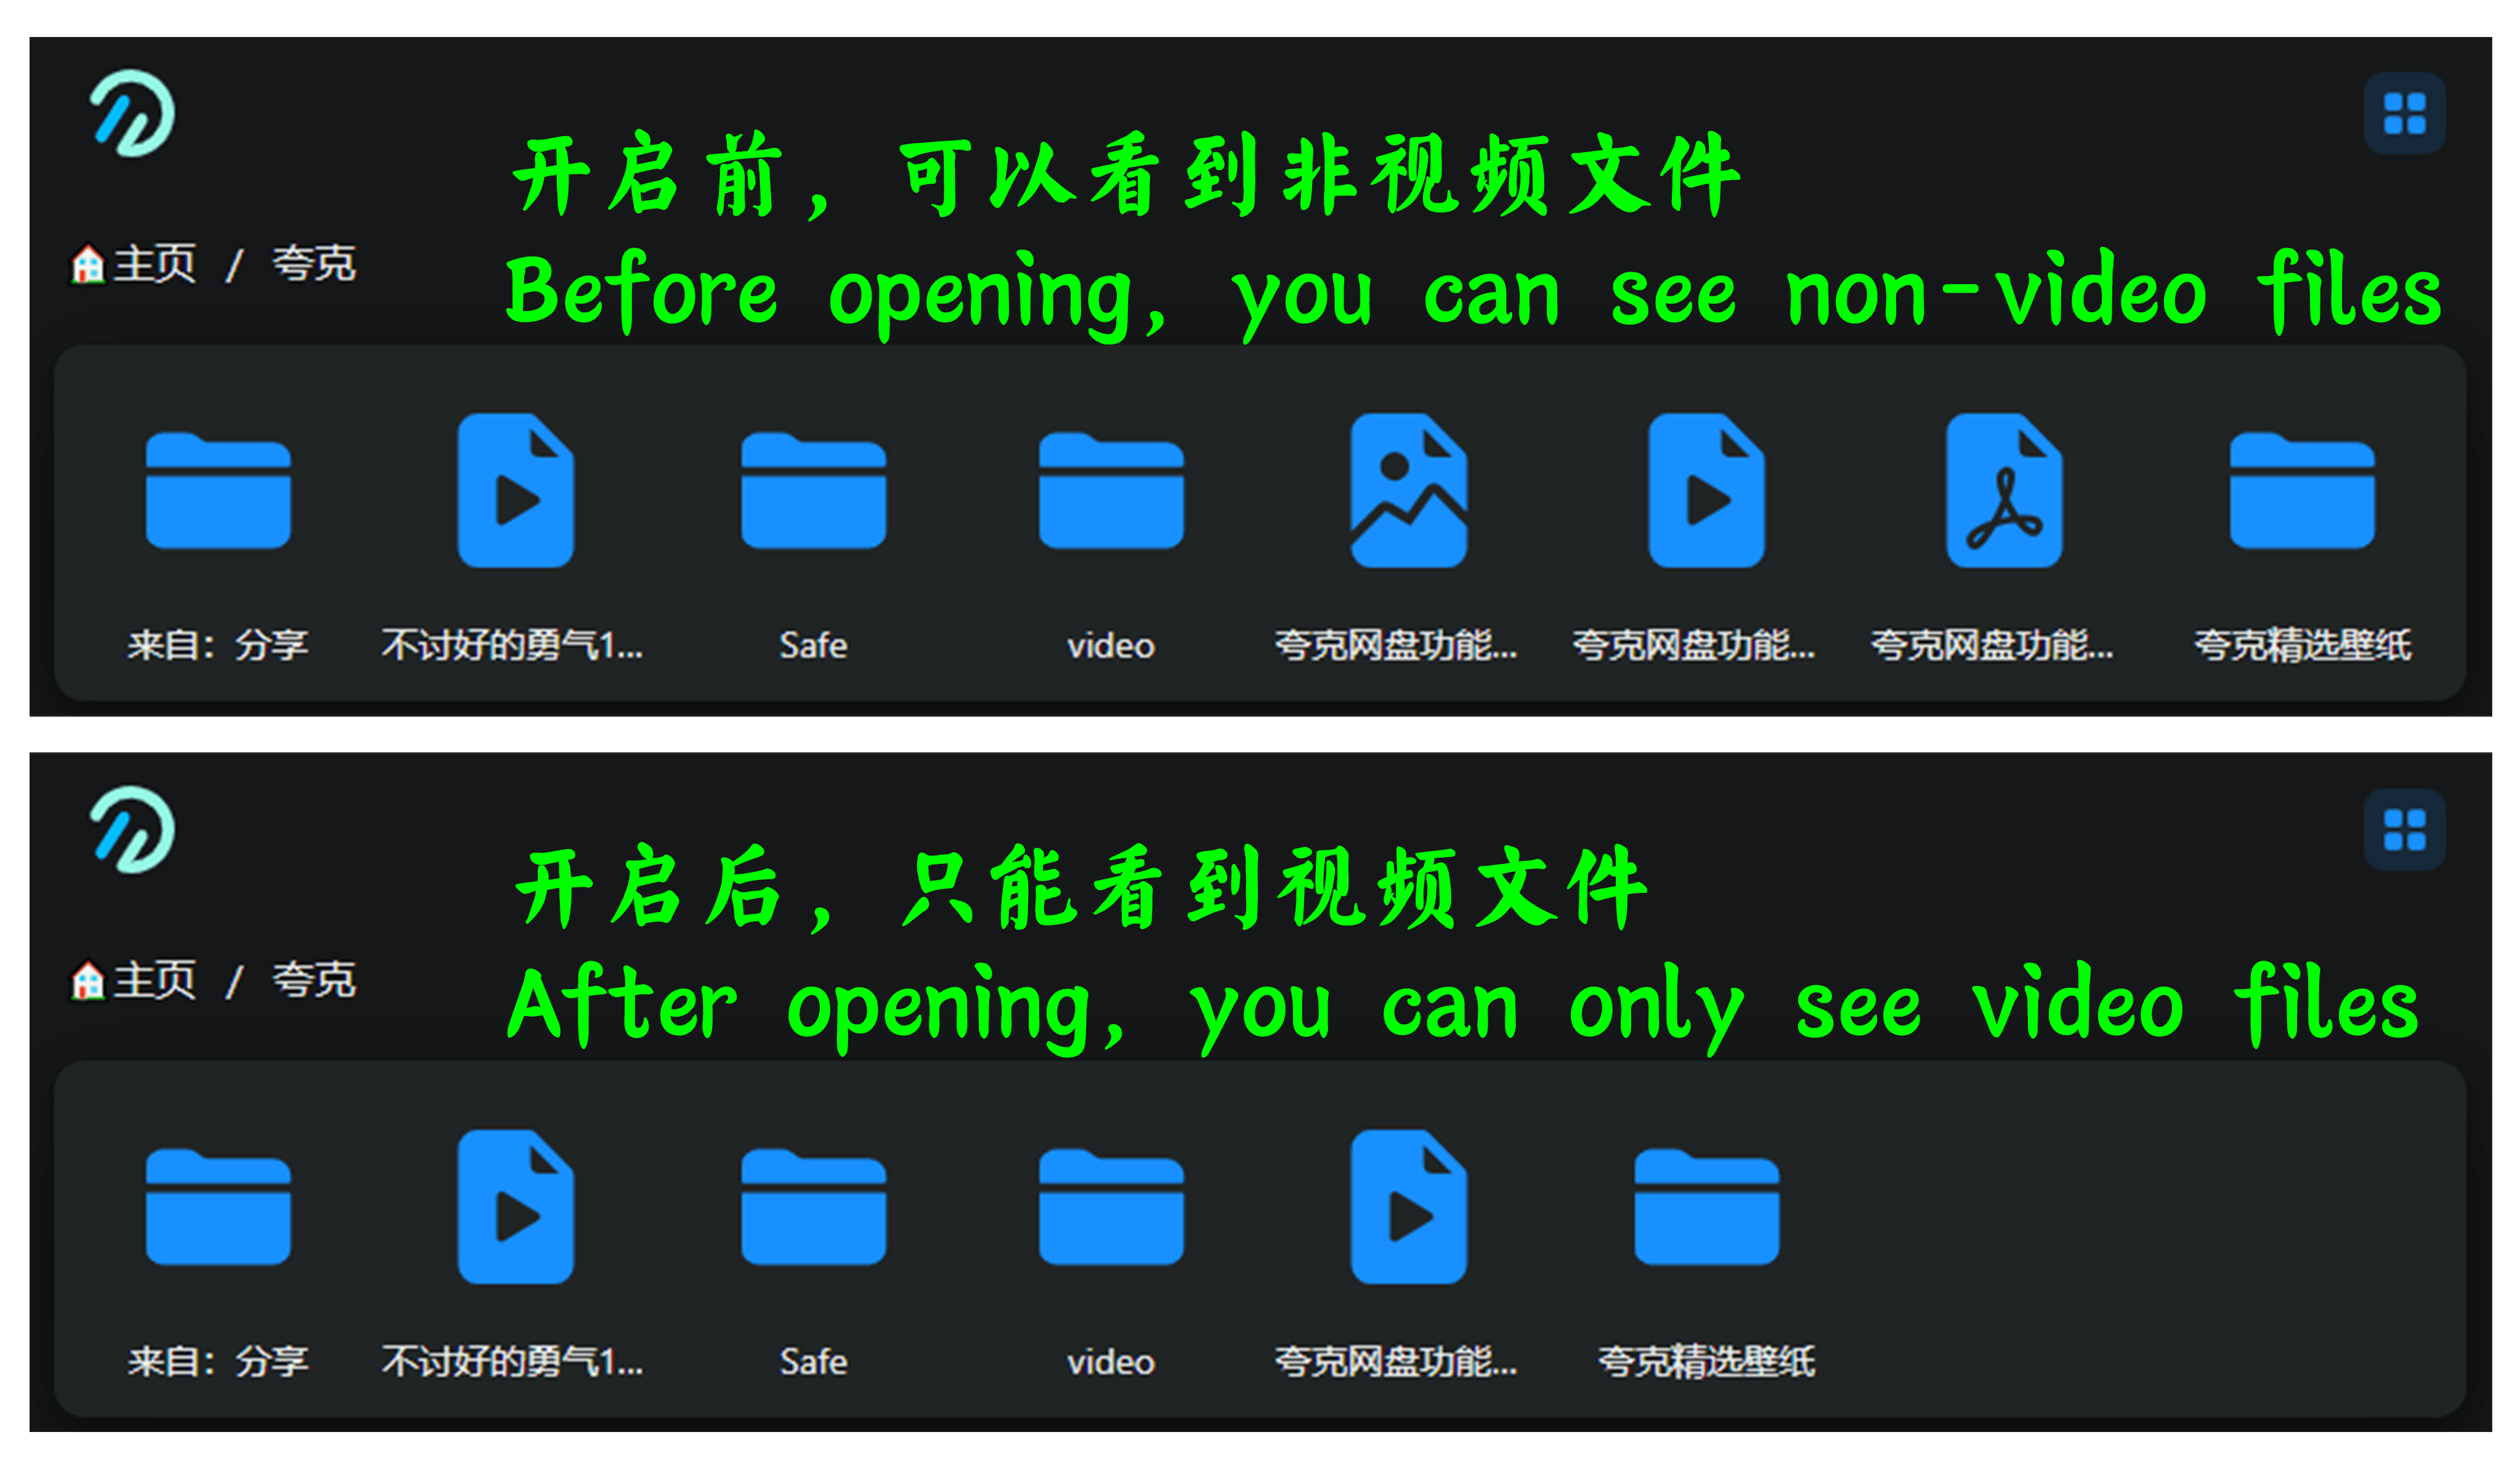 开启前，可以看到非视频文件
主页 / 夸克
Before opening, you can see non-video files
来自：分享
不讨好的勇气1...
Safe
video
夸克网盘功能...
夸克网盘功能...
夸克网盘功能...
夸克精选壁纸
开启后，只能看到视频文件
主页 / 夸克
After opening, you can only see video files
来自：分享
不讨好的勇气1...
Safe
video
夸克网盘功能...
夸克精选壁纸